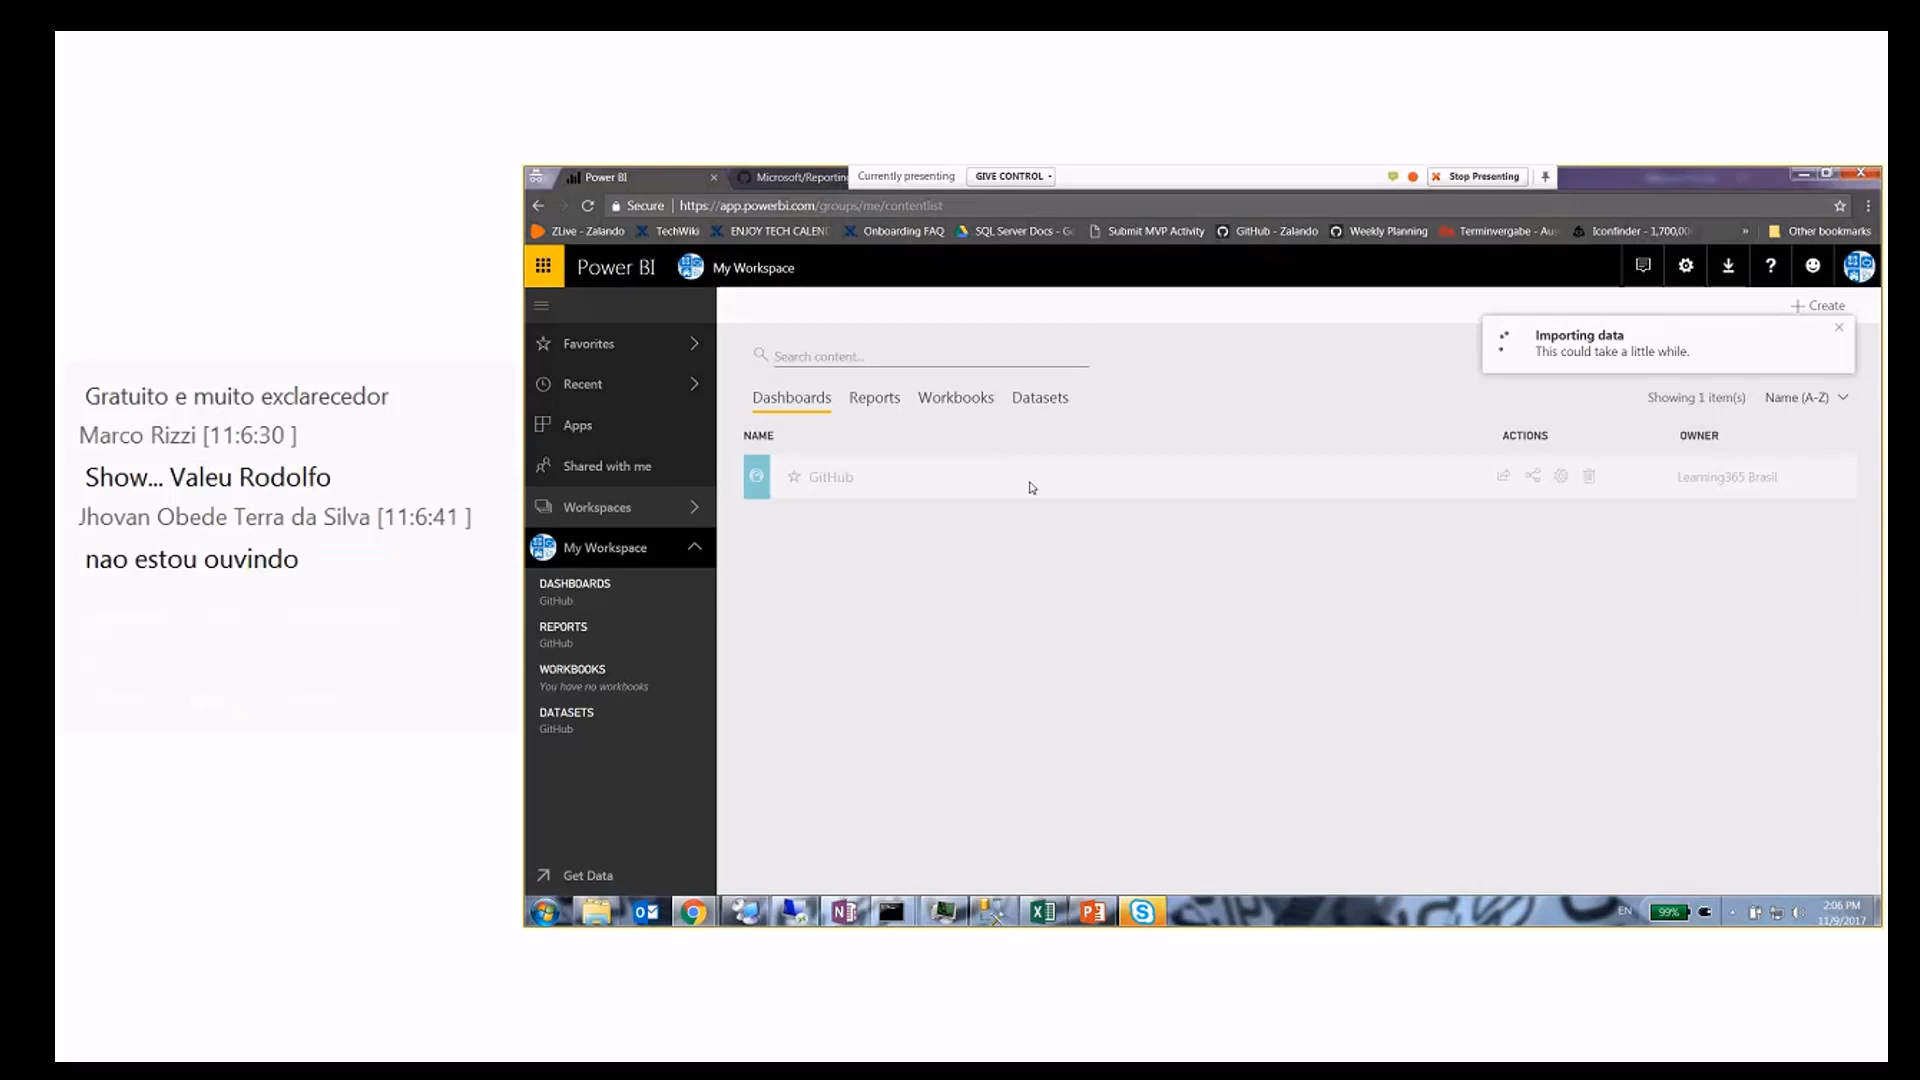 Gratuito e muito exclarecedor
Marco Rizzi [11:6:30 ]
Show... Valeu Rodolfo
Jhovan Obede Terra da Silva [11:6:41 ]
nao estou ouvindo
Power BI
Microsoft/Reporting
Currently presenting
GIVE CONTROL
Stop Presenting
Secure
https://app.powerbi.com/groups/me/contentlist
ZLive - Zalando
TechWiki
ENJOY TECH CALEN
Onboarding FAQ
SQL Server Docs - Go
Submit MVP Activity
GitHub - Zalando
Weekly Planning
Terminvergabe - Aus
Iconfinder - 1,700,00
»
Other bookmarks
Power BI
My Workspace
?
+ Create
Importing data
This could take a little while.
Favorites
Recent
Apps
Shared with me
Workspaces
My Workspace
DASHBOARDS
GitHub
REPORTS
GitHub
WORKBOOKS
You have no workbooks
DATASETS
GitHub
Get Data
Search content...
Dashboards Reports Workbooks Datasets
Showing 1 item(s) Name (A-Z)
NAME ACTIONS OWNER
GitHub Learning365 Brasil
EN
99%
2:06 PM
11/9/2017